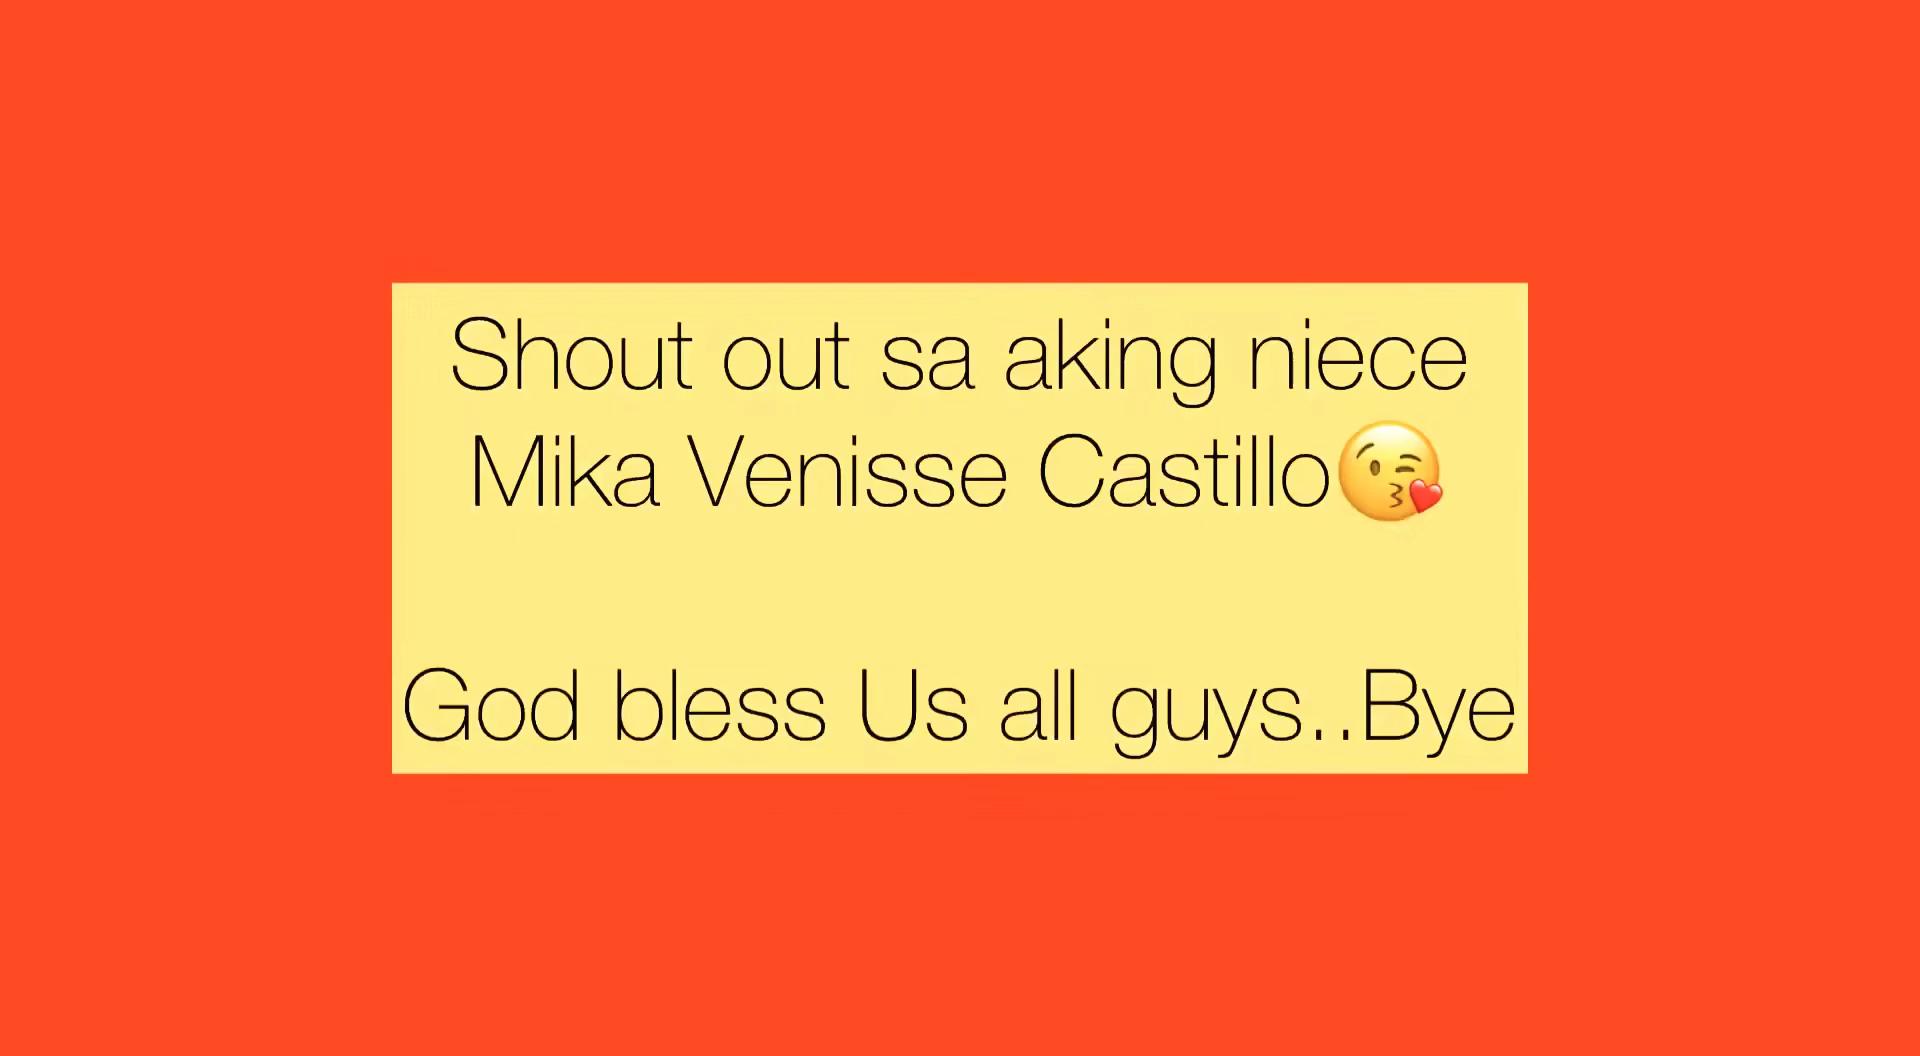 Shout out sa aking niece
Mika Venisse Castillo😘
God bless Us all guys..Bye